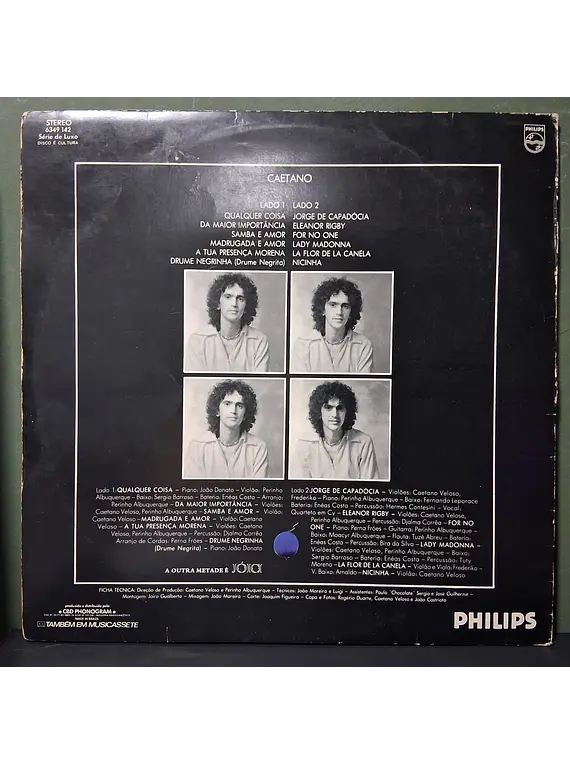 STEREO
6349 142
Série de Luxo
DISCO É CULTURA
PHILIPS
CAETANO
LADO 1
QUALQUER COISA
DA MAIOR IMPORTÂNCIA
SAMBA E AMOR
MADRUGADA E AMOR
A TUA PRESENÇA MORENA
DRUME NEGRINHA (Drume Negrita)
LADO 2
JORGE DE CAPADÓCIA
ELEANOR RIGBY
FOR NO ONE
LADY MADONNA
LA FLOR DE LA CANELA
NICINHA
Lado 1: QUALQUER COISA – Piano: João Donato – Violão: Perinho
Albuquerque – Baixo: Sergio Barroso – Bateria: Enéas Costa – Arranjo:
Perinho Albuquerque – DA MAIOR IMPORTÂNCIA – Violões:
Caetano Veloso, Perinho Albuquerque – SAMBA E AMOR – Violão:
Caetano Veloso – MADRUGADA E AMOR – Violão: Caetano
Veloso – A TUA PRESENÇA MORENA – Violões: Caetano
Veloso, Perinho Albuquerque – Percussão: Djalma Corrêa
Arranjo de Cordas: Perna Fróes – DRUME NEGRINHA
(Drume Negrita) – Piano: João Donato
Lado 2: JORGE DE CAPADÓCIA – Violões: Caetano Veloso,
Frederika – Piano: Perinho Albuquerque – Baixo: Fernando Leporace
Bateria: Enéas Costa – Percussão: Hermes Contesini – Vocal:
Quarteto em Cy – ELEANOR RIGBY – Violões: Caetano Veloso,
Perinho Albuquerque – Percussão: Djalma Corrêa – FOR NO
ONE – Piano: Perna Fróes – Guitarra: Perinho Albuquerque –
Baixo: Moacyr Albuquerque – Flauta: Tuzé Abreu – Bateria:
Enéas Costa – Percussão: Bira da Silva – LADY MADONNA
– Violões: Caetano Veloso, Perinho Albuquerque – Baixo:
Sergio Barroso – Bateria: Enéas Costa – Percussão: Tuty
Moreno – LA FLOR DE LA CANELA – Violão e Viola: Frederiko –
V. Baixo: Arnaldo – NICINHA – Violão: Caetano Veloso
A OUTRA METADE É JÓIA
FICHA TÉCNICA: Direção de Produção: Caetano Veloso e Perinho Albuquerque – Técnicos: João Moreira e Luigi – Assistentes: Paulo "Chocolate" Sergio e José Guilherme –
Montagem: Jairo Gualberto – Mixagem: João Moreira – Corte: Joaquim Figueira – Capa e Fotos: Rogério Duarte, Caetano Veloso e João Castrioto
produzido e distribuído pela
CBD PHONOGRAM
MADE IN BRAZIL
TAMBÉM EM MUSICASSETE
PHILIPS